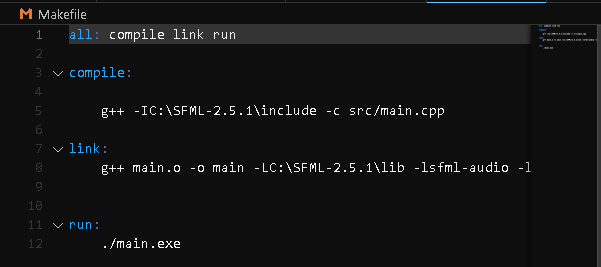 Makefile
1 all: compile link run
2
3 compile:
4
5 g++ -IC:\SFML-2.5.1\include -c src/main.cpp
6
7 link:
8 g++ main.o -o main -LC:\SFML-2.5.1\lib -lsfml-audio -l
9
10
11 run:
12 ./main.exe